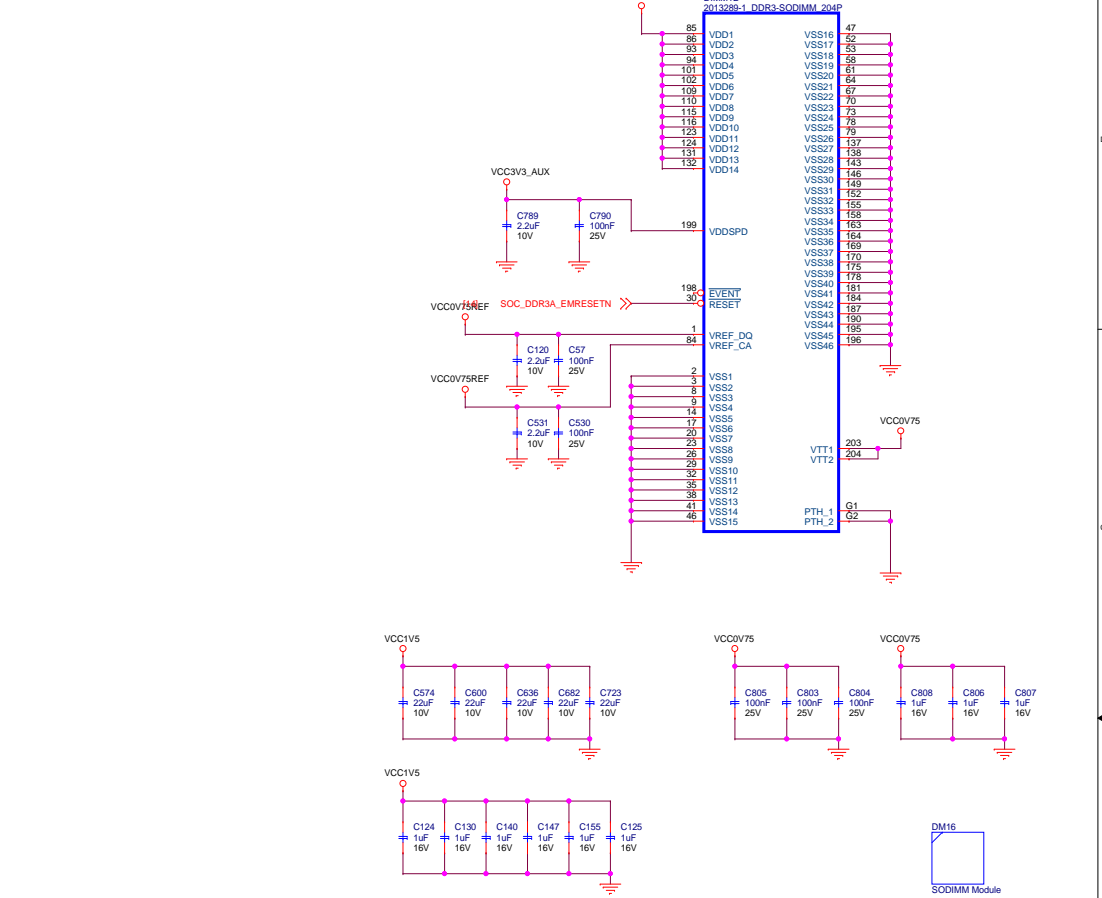 2013289-1_DDR3-SODIMM_204P
85 VDD1 VSS16 47
86 VDD2 VSS17 52
93 VDD3 VSS18 53
94 VDD4 VSS19 58
101 VDD5 VSS20 61
102 VDD6 VSS21 64
109 VDD7 VSS22 67
110 VDD8 VSS23 70
115 VDD9 VSS24 73
116 VDD10 VSS25 78
123 VDD11 VSS26 79
124 VDD12 VSS27 137
131 VDD13 VSS28 138
132 VDD14 VSS29 143
VSS30 146
VSS31 149
VSS32 152
VSS33 155
VSS34 158
199 VDDSPD VSS35 163
VSS36 164
VSS37 169
VSS38 170
VSS39 175
VSS40 178
198 EVENT VSS41 181
30 RESET VSS42 184
VSS43 187
VSS44 190
1 VREF_DQ VSS45 195
84 VREF_CA VSS46 196
VCC3V3_AUX
C789 C790
2.2uF 100nF
10V 25V
SOC_DDR3A_EMRESETN
VCC0V75REF
C120 C57
2.2uF 100nF
10V 25V
VCC0V75REF
C531 C530
2.2uF 100nF
10V 25V
2 VSS1
3 VSS2
8 VSS3
9 VSS4
14 VSS5
17 VSS6
20 VSS7
23 VSS8
26 VSS9
29 VSS10
32 VSS11
35 VSS12
38 VSS13
41 VSS14
46 VSS15
VCC0V75
VTT1 203
VTT2 204
PTH_1 G1
PTH_2 G2
VCC1V5
C574 C600 C636 C682 C723
22uF 22uF 22uF 22uF 22uF
10V 10V 10V 10V 10V
VCC0V75
C805 C803 C804
100nF 100nF 100nF
25V 25V 25V
VCC0V75
C808 C806 C807
1uF 1uF 1uF
16V 16V 16V
VCC1V5
C124 C130 C140 C147 C155 C125
1uF 1uF 1uF 1uF 1uF 1uF
16V 16V 16V 16V 16V 16V
DM16
SODIMM Module